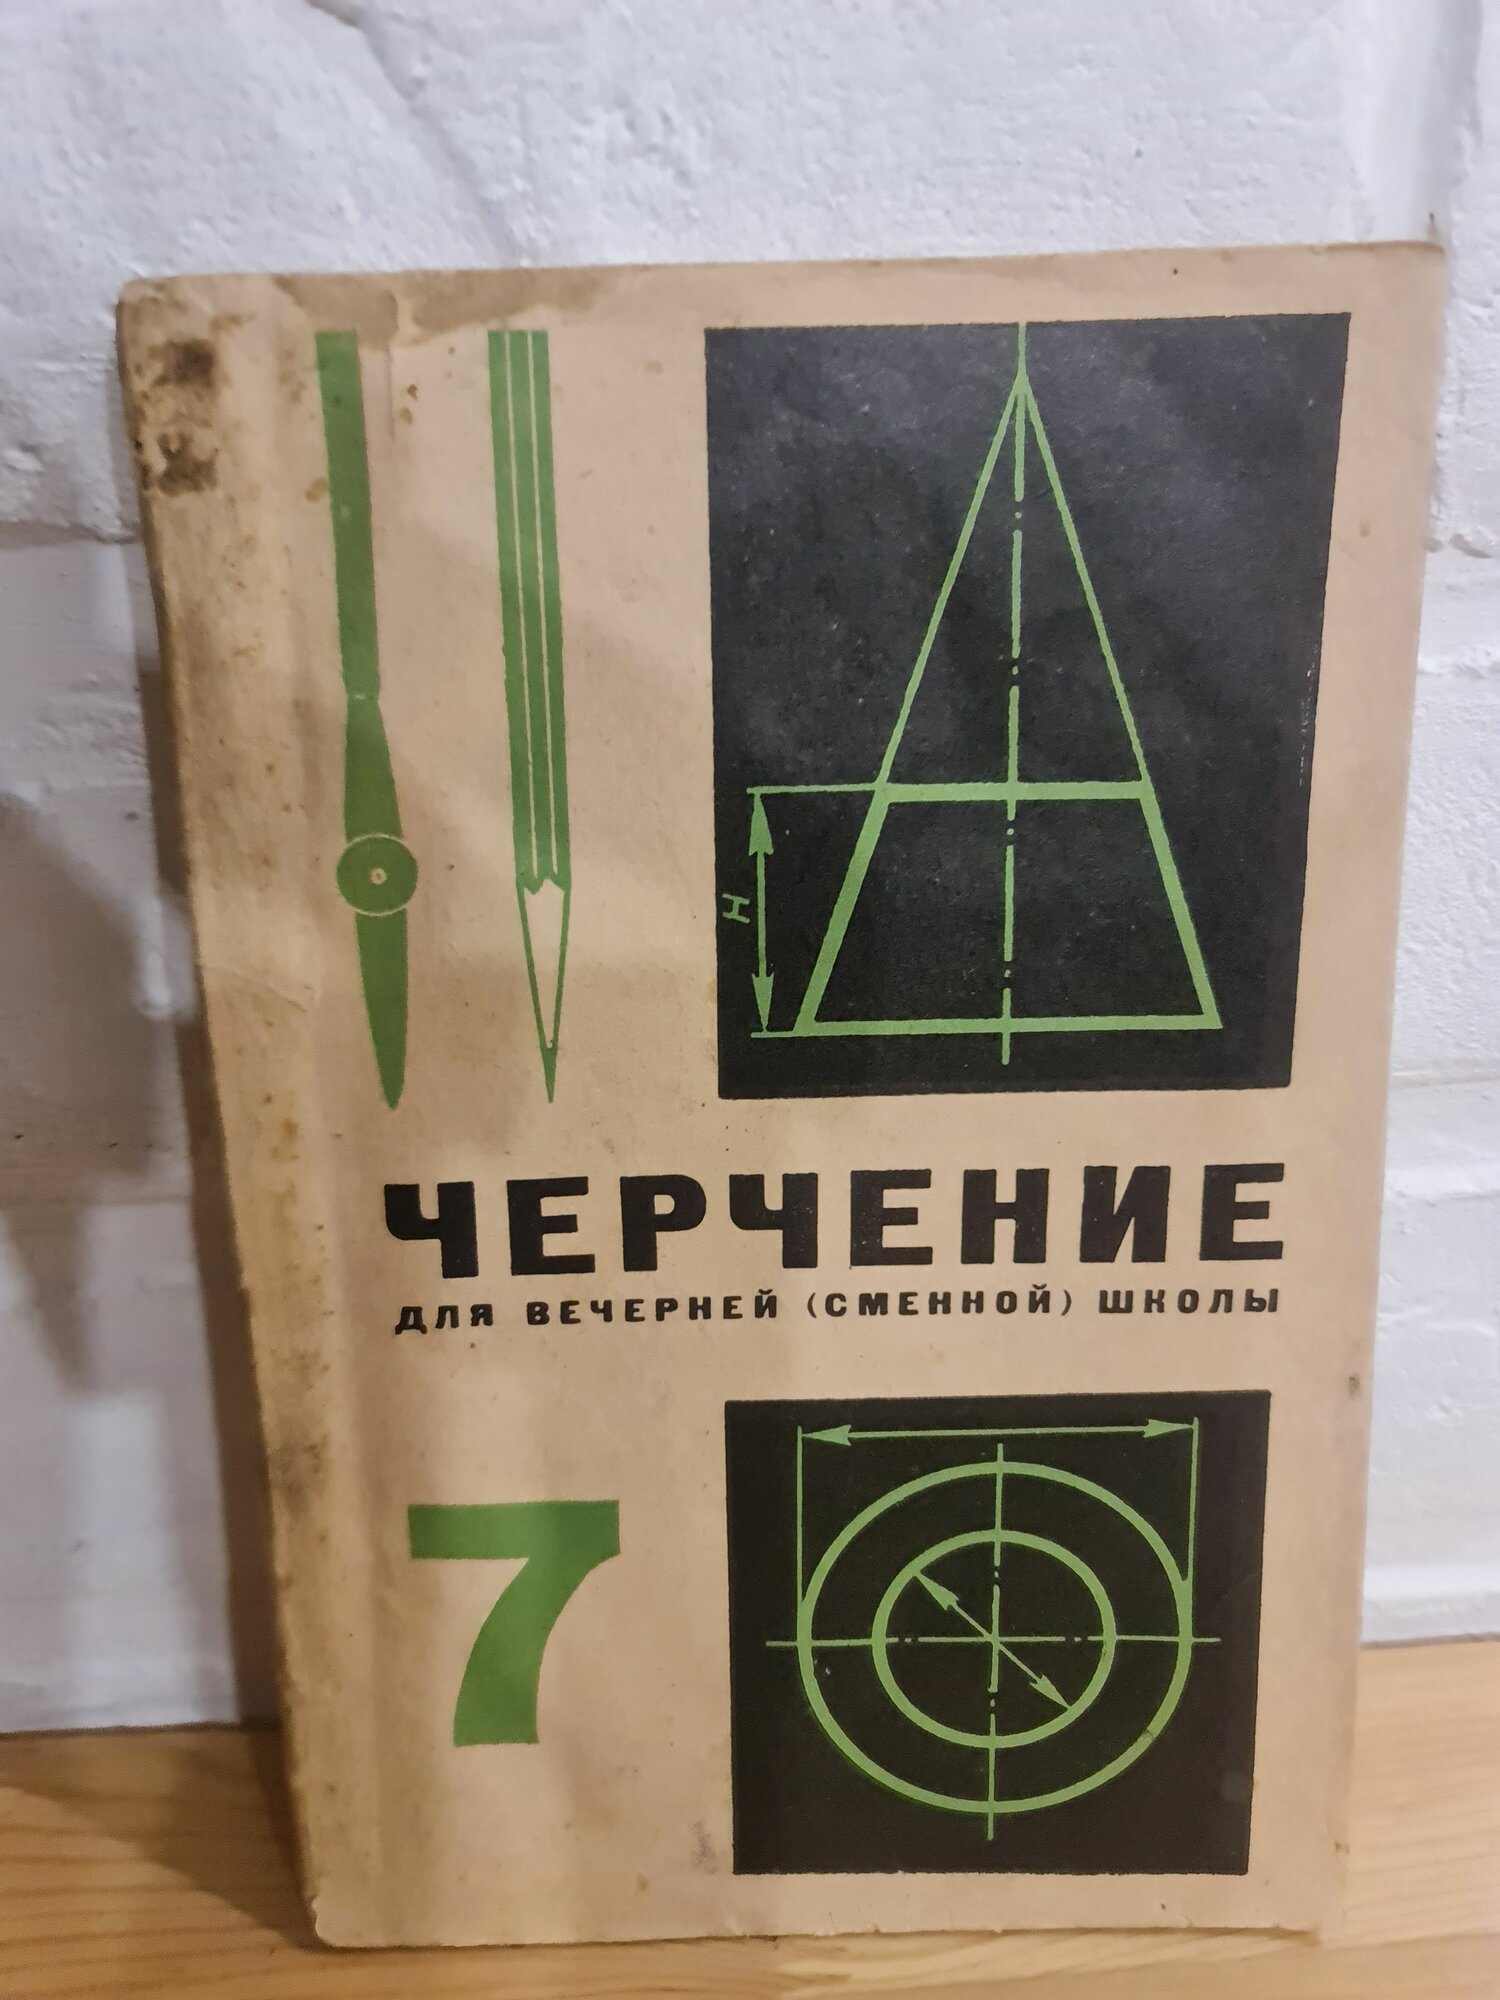 Н
ЧЕРЧЕНИЕ
ДЛЯ ВЕЧЕРНЕЙ (СМЕННОЙ) ШКОЛЫ
7